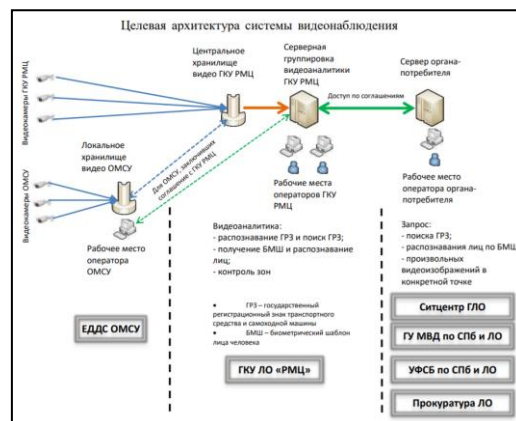 Целевая архитектура системы видеонаблюдения
Видеокамеры ГКУ РМЦ
Центральное
хранилище
видео ГКУ РМЦ
Серверная
группировка
видеоаналитики
ГКУ РМЦ
Сервер органа-
потребителя
Доступ по соглашениям
Видеокамеры ОМСУ
Локальное
хранилище
видео ОМСУ
Для ОМСУ, заключивших
соглашение с ГКУ РМЦ
Рабочее место
оператора
ОМСУ
Рабочие места
операторов ГКУ
РМЦ
Рабочее место
оператора органа-
потребителя
Видеоаналитика:
- распознавание ГРЗ и поиск ГРЗ;
- получение БМШ и распознавание
лиц;
- контроль зон
Запрос:
- поиска ГРЗ;
- распознавания лиц по БМШ
- произвольных
видеоизображений в
конкретной точке
• ГРЗ – государственный
регистрационный знак транспортного
средства и самоходной машины
• БМШ – биометрический шаблон
лица человека
ЕДДС ОМСУ
ГКУ ЛО «РМЦ»
Ситцентр ГЛО
ГУ МВД по СПб и ЛО
УФСБ по СПб и ЛО
Прокуратура ЛО